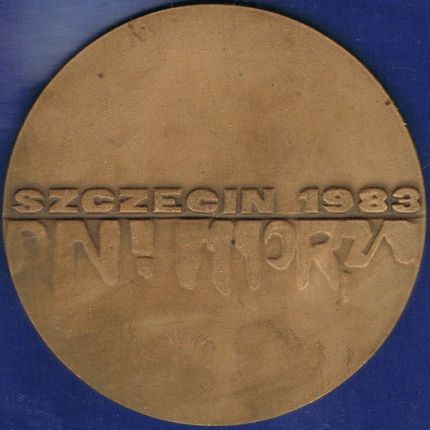 SZCZECIN 1983
DNI MORZA